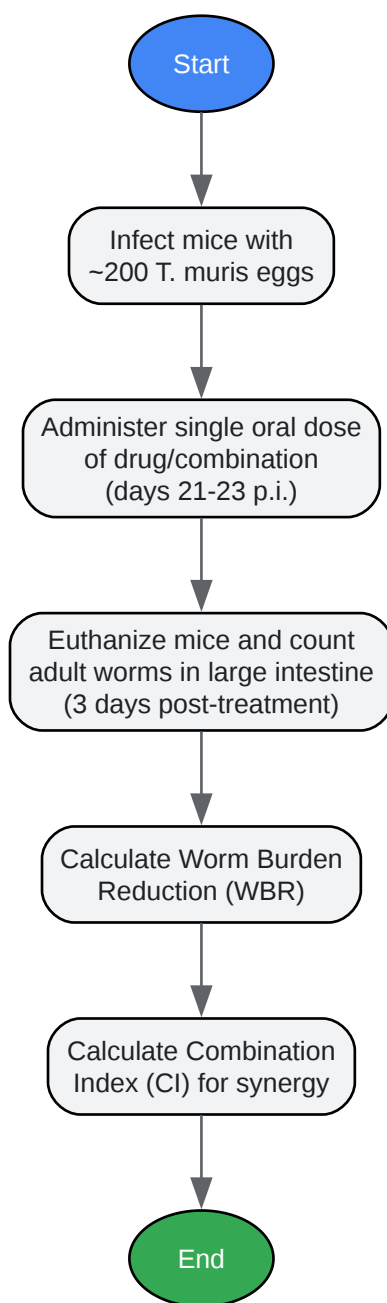 Start
Infect mice with
~200 T. muris eggs
Administer single oral dose
of drug/combination
(days 21-23 p.i.)
Euthanize mice and count
adult worms in large intestine
(3 days post-treatment)
Calculate Worm Burden
Reduction (WBR)
Calculate Combination
Index (CI) for synergy
End